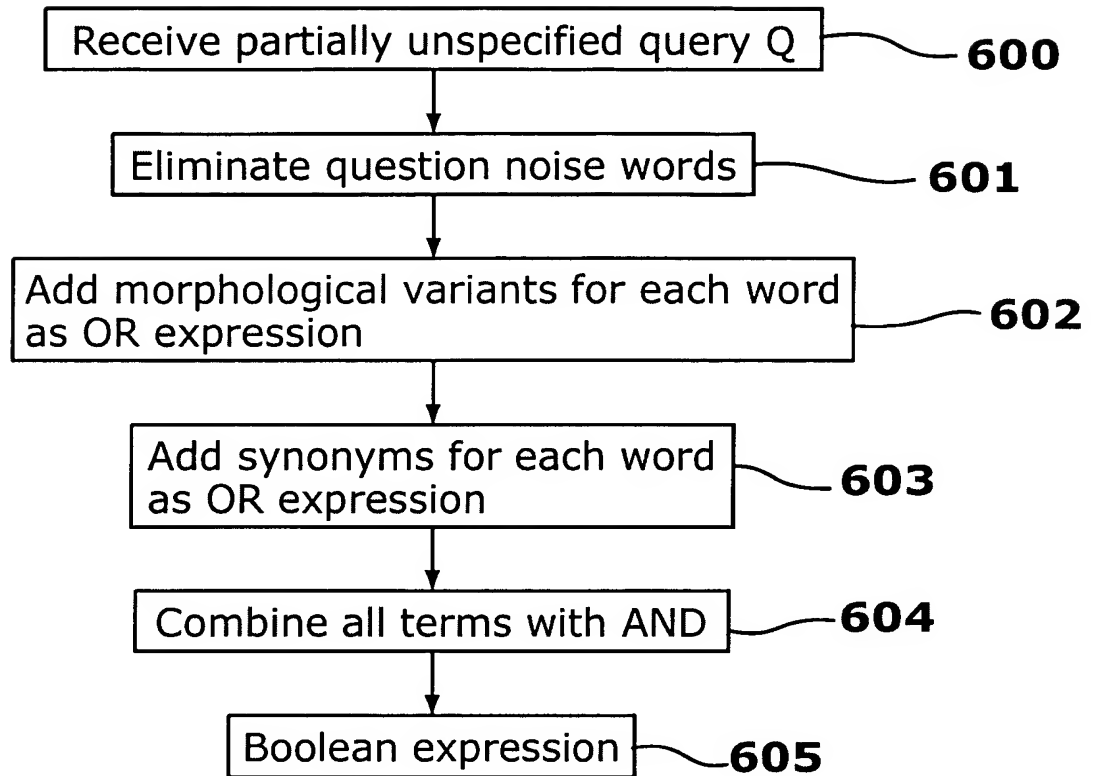 Receive partially unspecified query Q
600
Eliminate question noise words
601
Add morphological variants for each word
as OR expression
602
Add synonyms for each word
as OR expression
603
Combine all terms with AND
604
Boolean expression
605